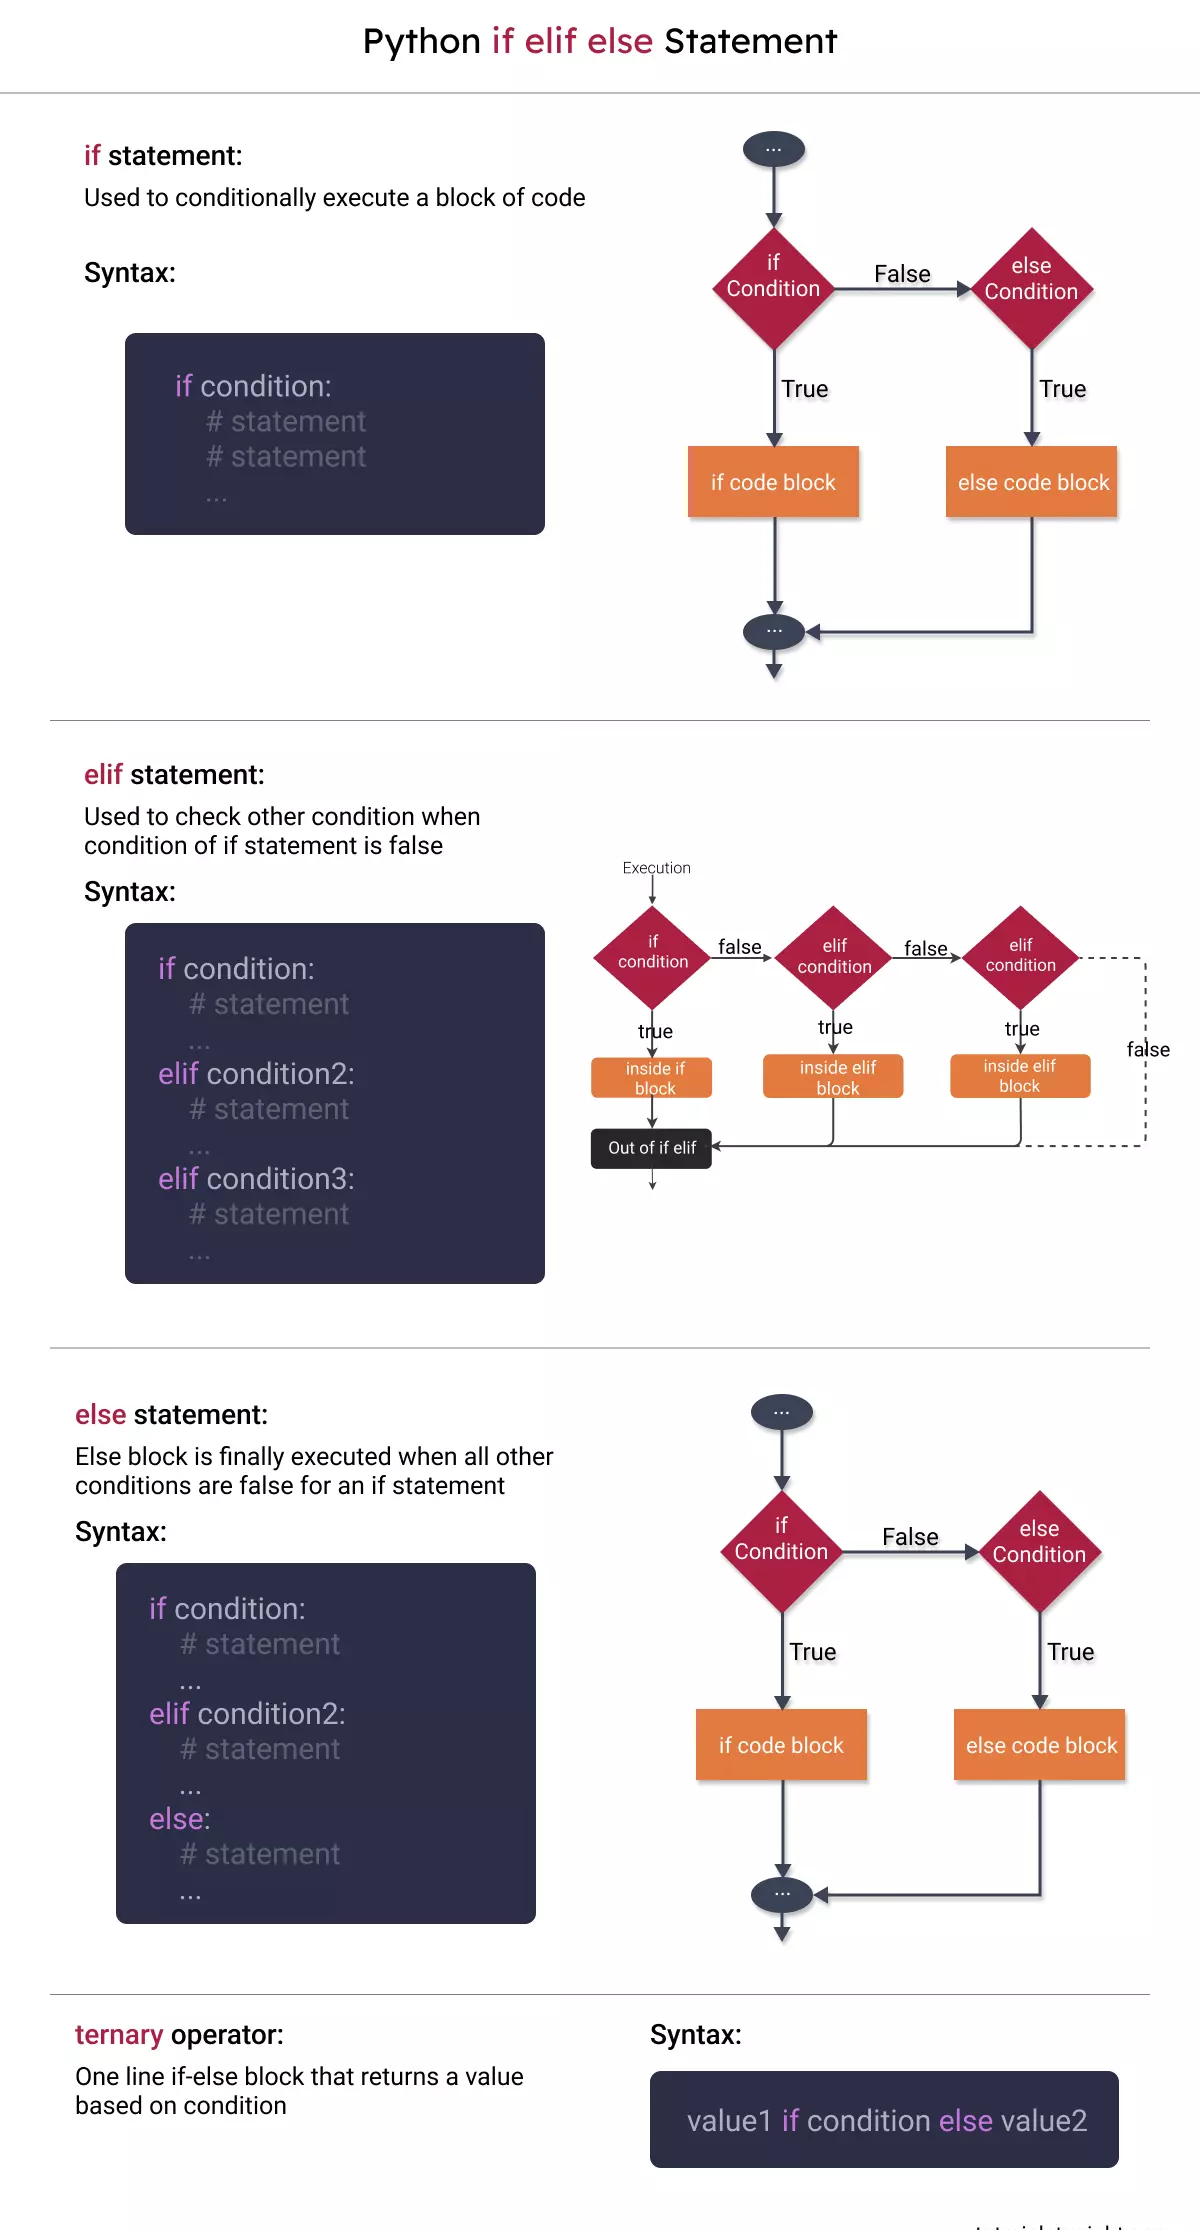 Python if elif else Statement
if statement:
Used to conditionally execute a block of code
Syntax:
if condition:
# statement
# statement
...
...
if
Condition
False
else
Condition
True
True
if code block
else code block
...
elif statement:
Used to check other condition when
condition of if statement is false
Syntax:
if condition:
# statement
...
elif condition2:
# statement
...
elif condition3:
# statement
...
Execution
if
condition
false
elif
condition
false
elif
condition
true
true
true
false
inside if
block
inside elif
block
inside elif
block
Out of if elif
else statement:
Else block is finally executed when all other
conditions are false for an if statement
Syntax:
if condition:
# statement
...
elif condition2:
# statement
...
else:
# statement
...
...
if
Condition
False
else
Condition
True
True
if code block
else code block
...
ternary operator:
One line if-else block that returns a value
based on condition
Syntax:
value1 if condition else value2